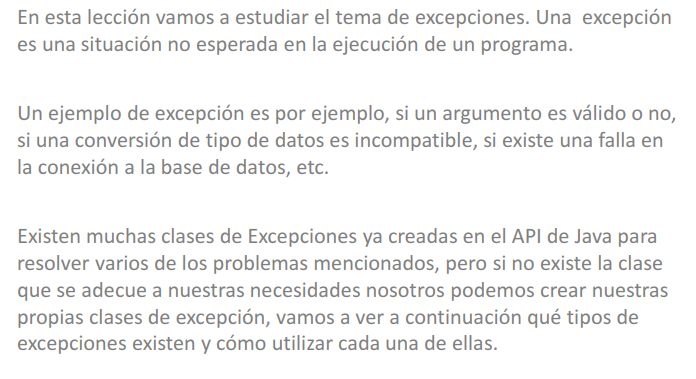 En esta lección vamos a estudiar el tema de excepciones. Una  excepción
es una situación no esperada en la ejecución de un programa.
Un ejemplo de excepción es por ejemplo, si un argumento es válido o no,
si una conversión de tipo de datos es incompatible, si existe una falla en
la conexión a la base de datos, etc.
Existen muchas clases de Excepciones ya creadas en el API de Java para
resolver varios de los problemas mencionados, pero si no existe la clase
que se adecue a nuestras necesidades nosotros podemos crear nuestras
propias clases de excepción, vamos a ver a continuación qué tipos de
excepciones existen y cómo utilizar cada una de ellas.